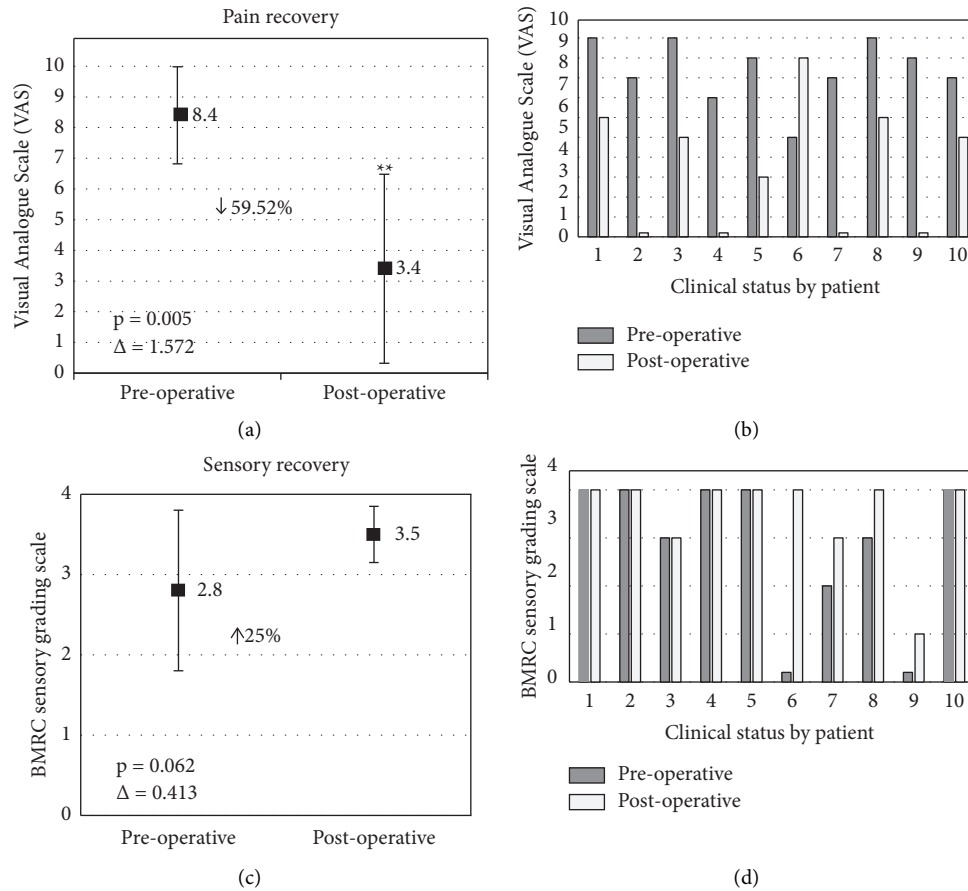 Pain recovery
Visual Analogue Scale (VAS)
10
9
8
7
6
5
4
3
2
1
0
8.4
**
↓59.52%
3.4
p = 0.005
Δ = 1.572
Pre-operative Post-operative
(a)
Visual Analogue Scale (VAS)
10
9
8
7
6
5
4
3
2
1
0
1 2 3 4 5 6 7 8 9 10
Clinical status by patient
Pre-operative
Post-operative
(b)
Sensory recovery
BMRC sensory grading scale
4
3
2
1
0
3.5
2.8
↑25%
p = 0.062
Δ = 0.413
Pre-operative Post-operative
(c)
BMRC sensory grading scale
4
3
2
1
0
1 2 3 4 5 6 7 8 9 10
Clinical status by patient
Pre-operative
Post-operative
(d)